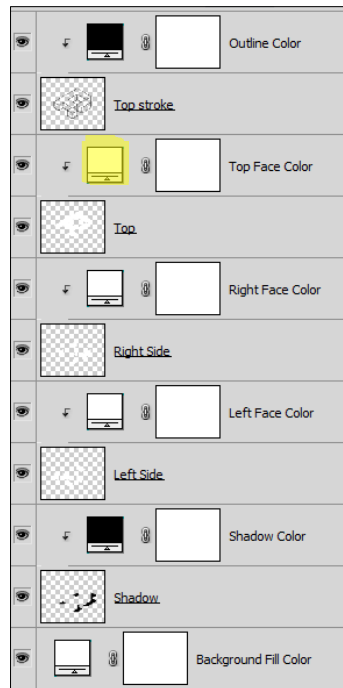 Outline Color
Top stroke
Top Face Color
Top
Right Face Color
Right Side
Left Face Color
Left Side
Shadow Color
Shadow
Background Fill Color